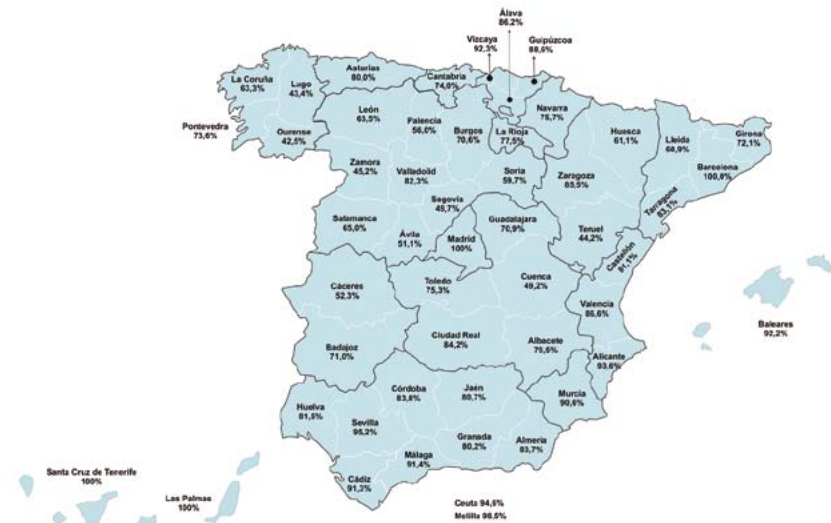 Álava
86,2%
Vizcaya
92,3%
Guipúzcoa
88,6%
Asturias
80,0%
Cantabria
74,0%
La Coruña
63,3%
Lugo
43,4%
Navarra
75,7%
León
63,5%
Palencia
56,0%
Burgos
70,6%
La Rioja
77,5%
Huesca
61,1%
Lleida
68,9%
Girona
72,1%
Pontevedra
73,6%
Ourense
42,5%
Barcelona
100,0%
Zamora
45,2%
Valladolid
82,3%
Soria
59,7%
Zaragoza
85,5%
Tarragona
83,1%
Segovia
49,7%
Salamanca
65,0%
Ávila
51,1%
Madrid
100%
Guadalajara
70,9%
Teruel
44,2%
Castellón
81,1%
Cáceres
52,3%
Toledo
75,3%
Cuenca
49,2%
Valencia
86,6%
Baleares
92,2%
Badajoz
71,0%
Ciudad Real
84,2%
Albacete
79,6%
Alicante
93,6%
Córdoba
83,8%
Jaén
80,7%
Murcia
90,6%
Huelva
81,5%
Sevilla
95,2%
Granada
80,2%
Almería
83,7%
Málaga
91,4%
Cádiz
91,3%
Santa Cruz de Tenerife
100%
Las Palmas
100%
Ceuta 94,6%
Melilla 98,5%